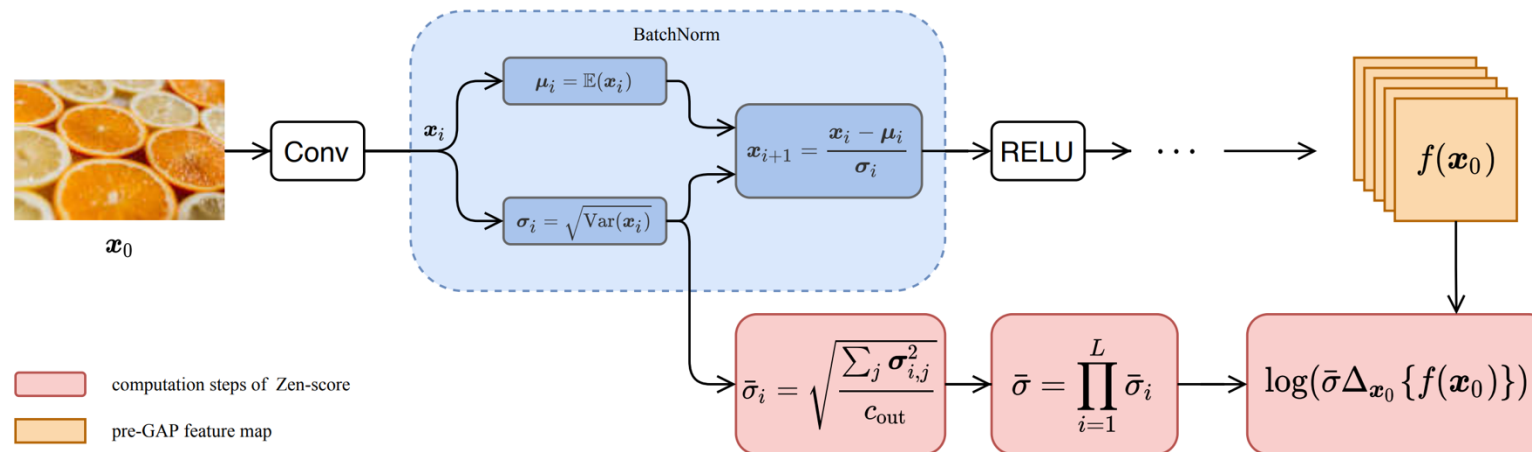 BatchNorm
μ_i = 𝔼(x_i)
x_0
Conv
x_i
σ_i = √Var(x_i)
x_{i+1} = (x_i − μ_i) / σ_i
RELU
· · ·
f(x_0)
computation steps of Zen-score
pre-GAP feature map
σ̄_i = √(∑_j σ²_{i,j} / c_out)
σ̄ = ∏_{i=1}^{L} σ̄_i
log(σ̄Δ_{x_0}{f(x_0)})